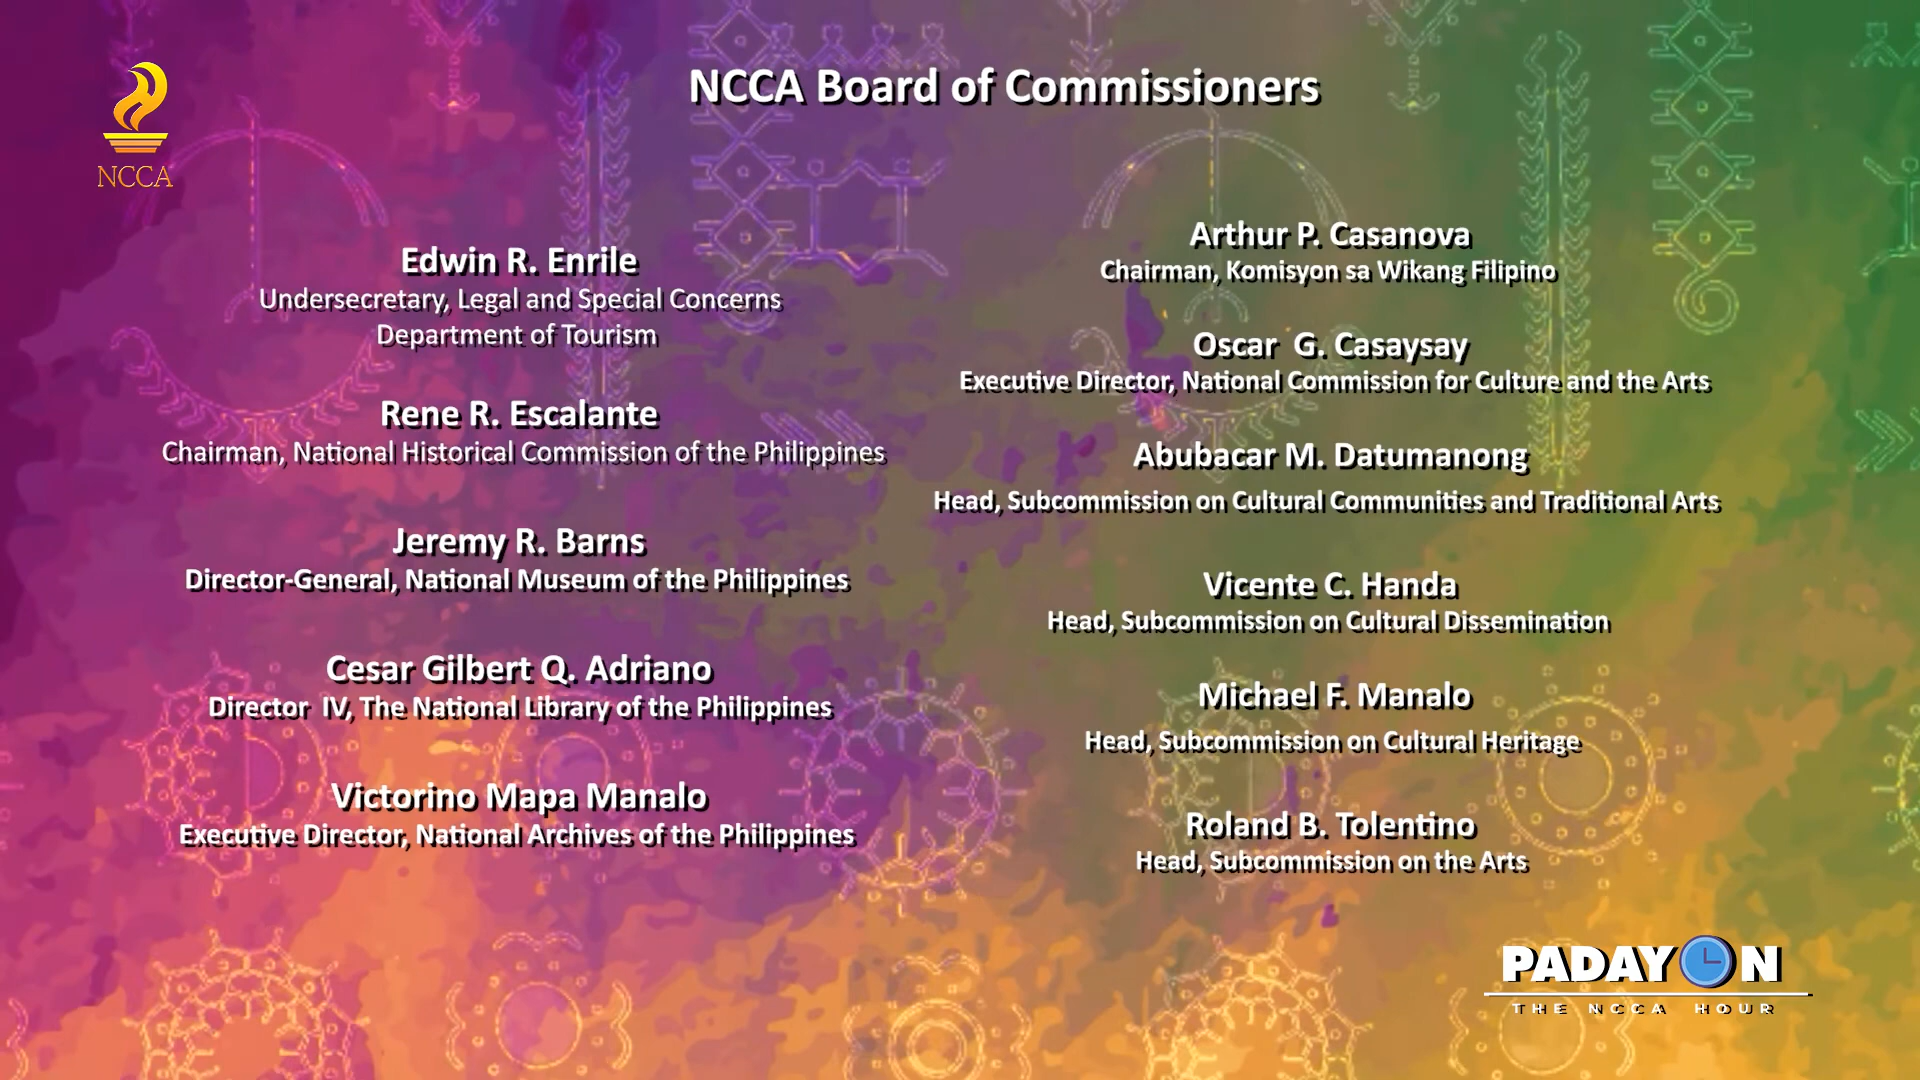 NCCA Board of Commissioners
NCCA
Edwin R. Enrile
Undersecretary, Legal and Special Concerns
Department of Tourism
Rene R. Escalante
Chairman, National Historical Commission of the Philippines
Jeremy R. Barns
Director-General, National Museum of the Philippines
Cesar Gilbert Q. Adriano
Director IV, The National Library of the Philippines
Victorino Mapa Manalo
Executive Director, National Archives of the Philippines
Arthur P. Casanova
Chairman, Komisyon sa Wikang Filipino
Oscar G. Casaysay
Executive Director, National Commission for Culture and the Arts
Abubacar M. Datumanong
Head, Subcommission on Cultural Communities and Traditional Arts
Vicente C. Handa
Head, Subcommission on Cultural Dissemination
Michael F. Manalo
Head, Subcommission on Cultural Heritage
Roland B. Tolentino
Head, Subcommission on the Arts
PADAYON
THE NCCA HOUR